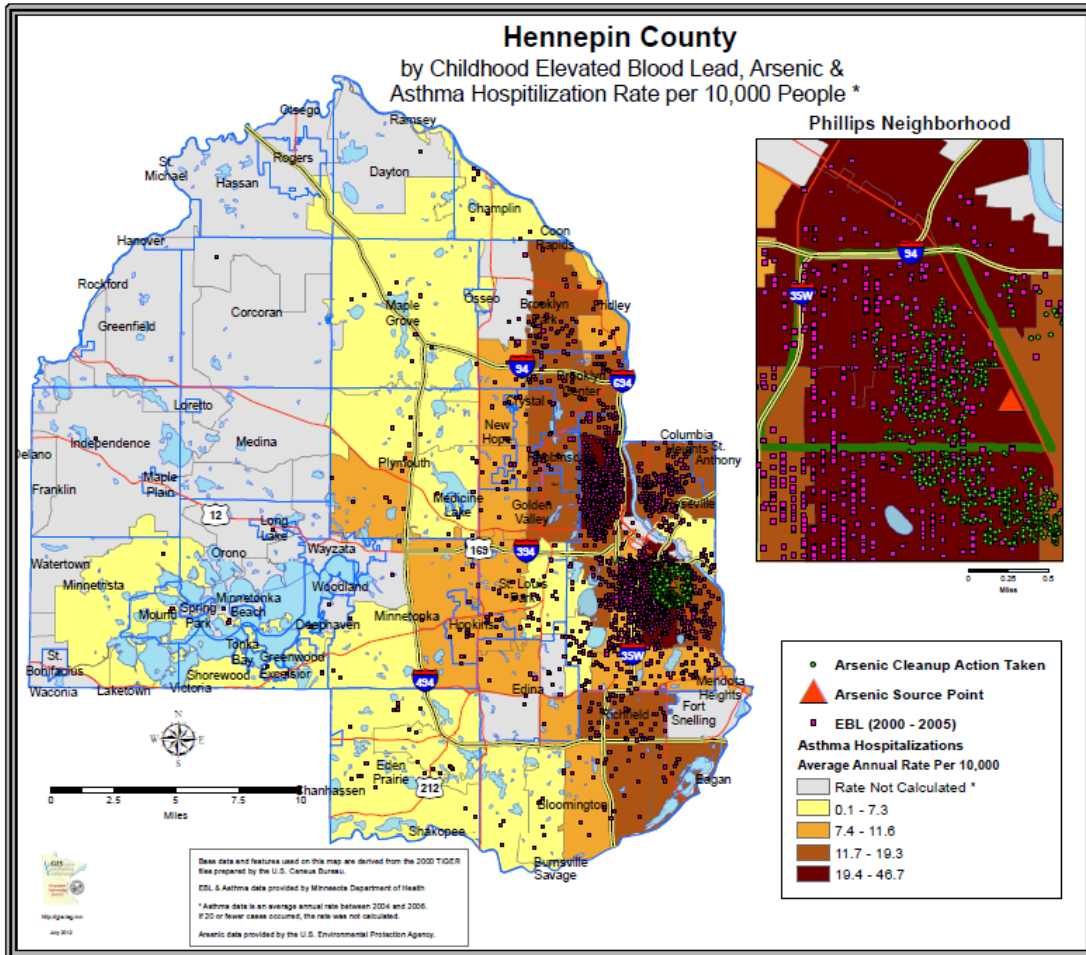 Hennepin County
by Childhood Elevated Blood Lead, Arsenic &
Asthma Hospitilization Rate per 10,000 People *
Phillips Neighborhood
Otsego
Ramsey
St.
Michael
Rogers
Hassan
Dayton
Champlin
Hanover
Coon
Rapids
Rockford
Greenfield
Corcoran
Maple
Grove
Osseo
Brooklyn
Park
Fridley
94
694
Brooklyn
Center
Loretto
Crystal
New
Hope
Columbia
Heights
St.
Anthony
Independence
Medina
Delano
Plymouth
Robbinsdale
Maple
Plain
Franklin
Medicine
Lake
Golden
Valley
12
Long
Lake
Orono
Wayzata
169
394
Watertown
Minnetrista
Woodland
St. Louis
Park
Minnetonka
Beach
Spring
Park
Mound
Minnetonka
Hopkins
Deephaven
Tonka
Bay
Greenwood
Excelsior
35W
St.
Bonifacius
Shorewood
Edina
Mendota
Heights
Waconia
Laketown
Victoria
494
Richfield
Fort
Snelling
Eden
Prairie
Eagan
Chanhassen
212
Bloomington
Shakopee
Burnsville
Savage
94
35W
0 0.25 0.5
Miles
N
W E
S
0 2.5 5 10
Miles
Arsenic Cleanup Action Taken
Arsenic Source Point
EBL (2000 - 2005)
Asthma Hospitalizations
Average Annual Rate Per 10,000
Rate Not Calculated *
0.1 - 7.3
7.4 - 11.6
11.7 - 19.3
19.4 - 46.7
GIS
July 2010
Base data and features used on this map are derived from the 2000 TIGER
files prepared by the U.S. Census Bureau.
EBL & Asthma data provided by Minnesota Department of Health
* Asthma data is an average annual rate between 2004 and 2006.
If 20 or fewer cases occurred, the rate was not calculated.
Arsenic data provided by the U.S. Environmental Protection Agency.